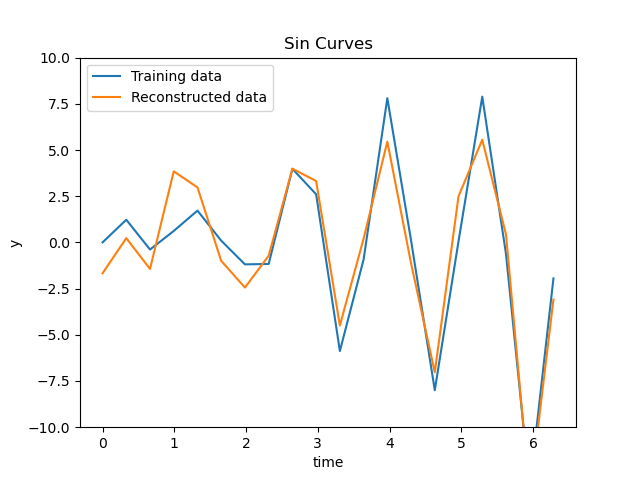 Sin Curves
Training data
Reconstructed data
10.0
7.5
5.0
2.5
0.0
−2.5
−5.0
−7.5
−10.0
y
0 1 2 3 4 5 6
time